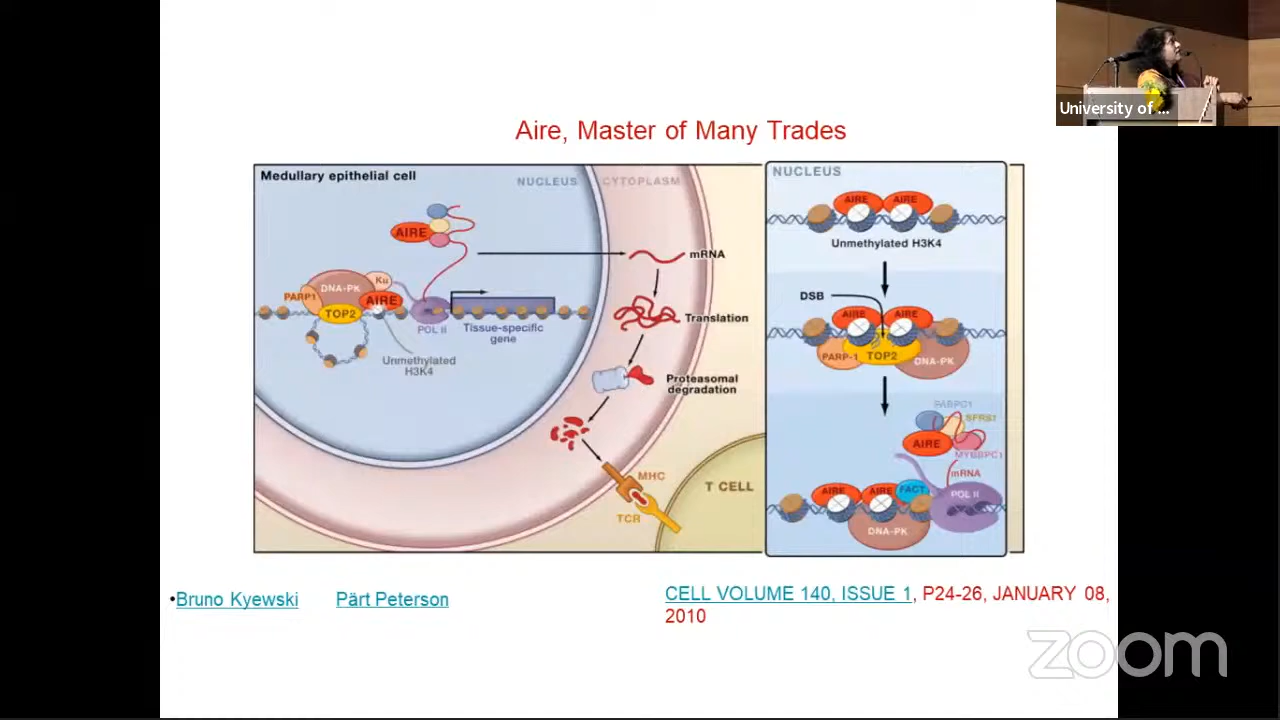 University of ...
Aire, Master of Many Trades
Medullary epithelial cell
NUCLEUS
CYTOPLASM
AIRE
mRNA
DNA-PK
Ku
PARP1
AIRE
TOP2
POL II
Tissue-specific
gene
Unmethylated
H3K4
Translation
Proteasomal
degradation
MHC
TCR
T CELL
NUCLEUS
AIRE AIRE
Unmethylated H3K4
DSB
AIRE AIRE
PARP-1 TOP2 DNA-PK
PABPC1
SFRS1
AIRE
MYBBPC1
mRNA
AIRE AIRE FACT POL II
DNA-PK
•Bruno Kyewski Pärt Peterson
CELL VOLUME 140, ISSUE 1, P24-26, JANUARY 08,
2010
zoom